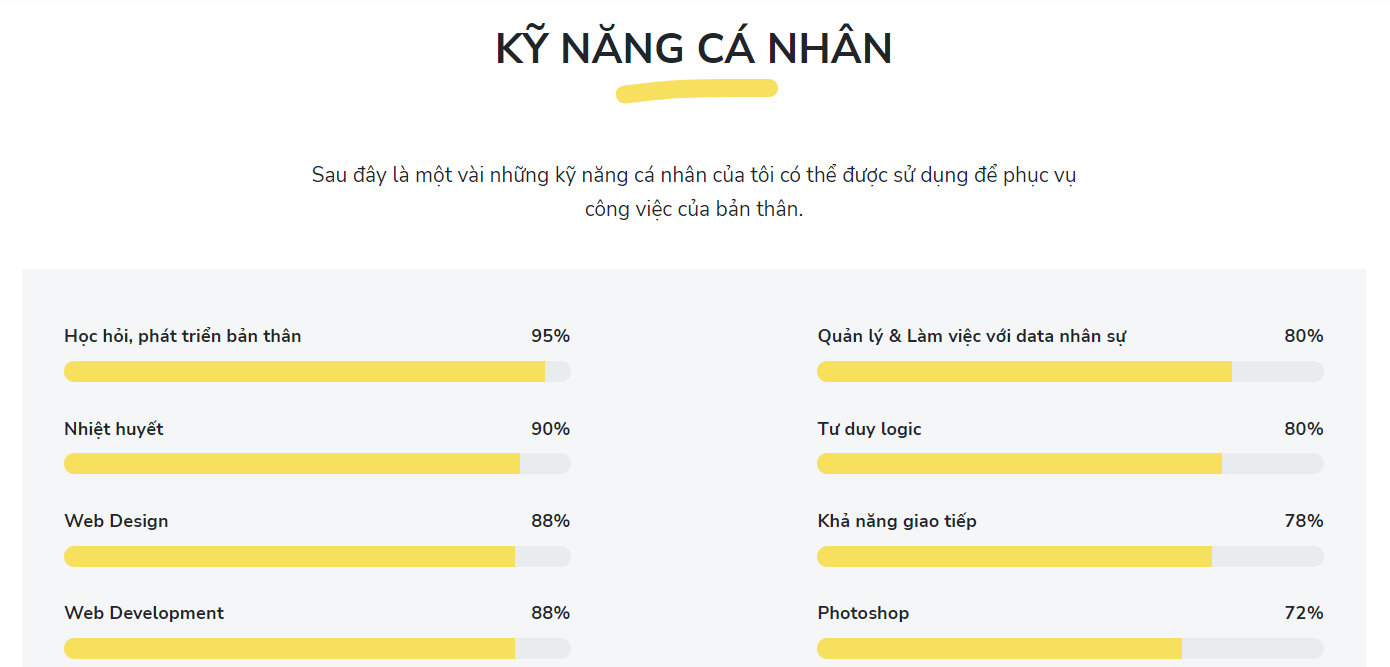 KỸ NĂNG CÁ NHÂN
Sau đây là một vài những kỹ năng cá nhân của tôi có thể được sử dụng để phục vụ
công việc của bản thân.
Học hỏi, phát triển bản thân 95%
Nhiệt huyết 90%
Web Design 88%
Web Development 88%
Quản lý & Làm việc với data nhân sự 80%
Tư duy logic 80%
Khả năng giao tiếp 78%
Photoshop 72%